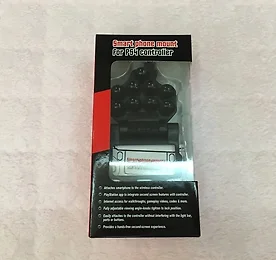 Smart phone mount
for PS4 controller
Attaches smartphone to the wireless controller.
PlayStation app to integrate second screen features with controller.
Internet access for walkthroughs, gameplay videos, codes & more.
Fully adjustable viewing angle-knob tighten to lock position.
Easily attaches to the controller without interfering with the light bar,
ports or buttons.
Provides a hands-free second-screen experience.